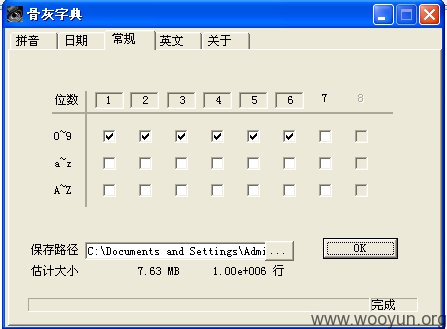 骨灰字典
拼音 日期 常规 英文 关于
位数 1 2 3 4 5 6 7 8
0~9
a~z
A~Z
保存路径 C:\Documents and Settings\Admi ... OK
估计大小 7.63 MB 1.00e+006 行
完成
www.wooyun.org